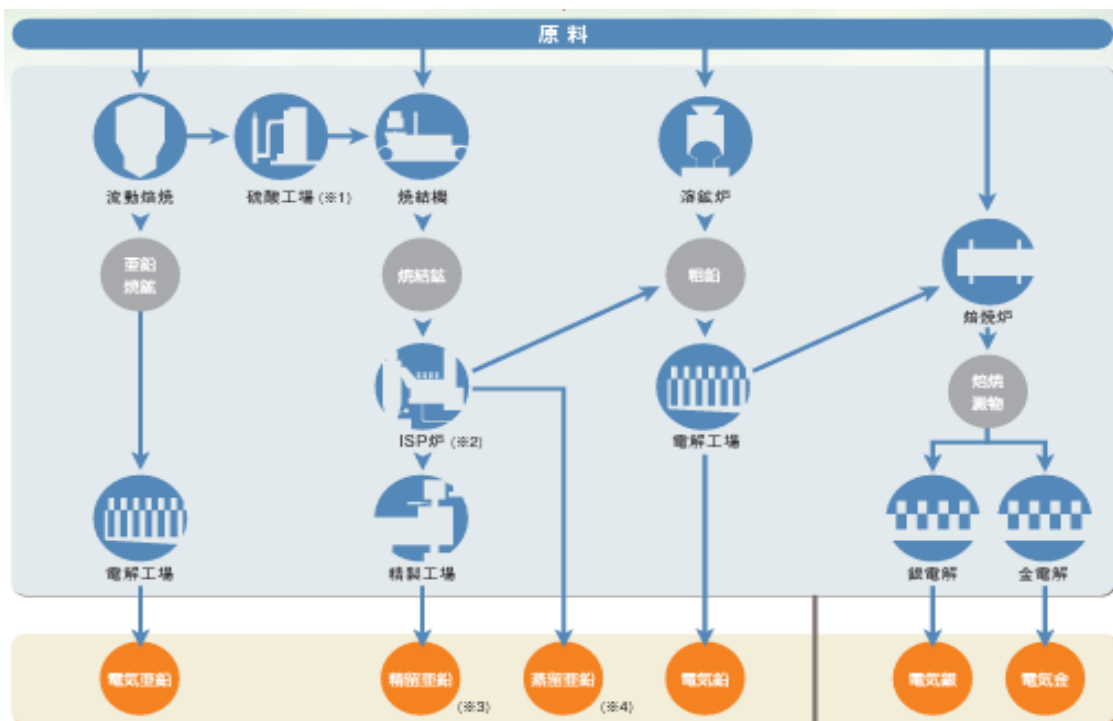 原料
流動焙焼
硫酸工場 (※1)
焼結機
溶鉱炉
亜鉛
焼鉱
焼結鉱
粗鉛
焙焼炉
ISP炉 (※2)
電解工場
焙焼
澱物
電解工場
精製工場
銀電解
金電解
電気亜鉛
精留亜鉛
(※3)
蒸留亜鉛
(※4)
電気鉛
電気銀
電気金